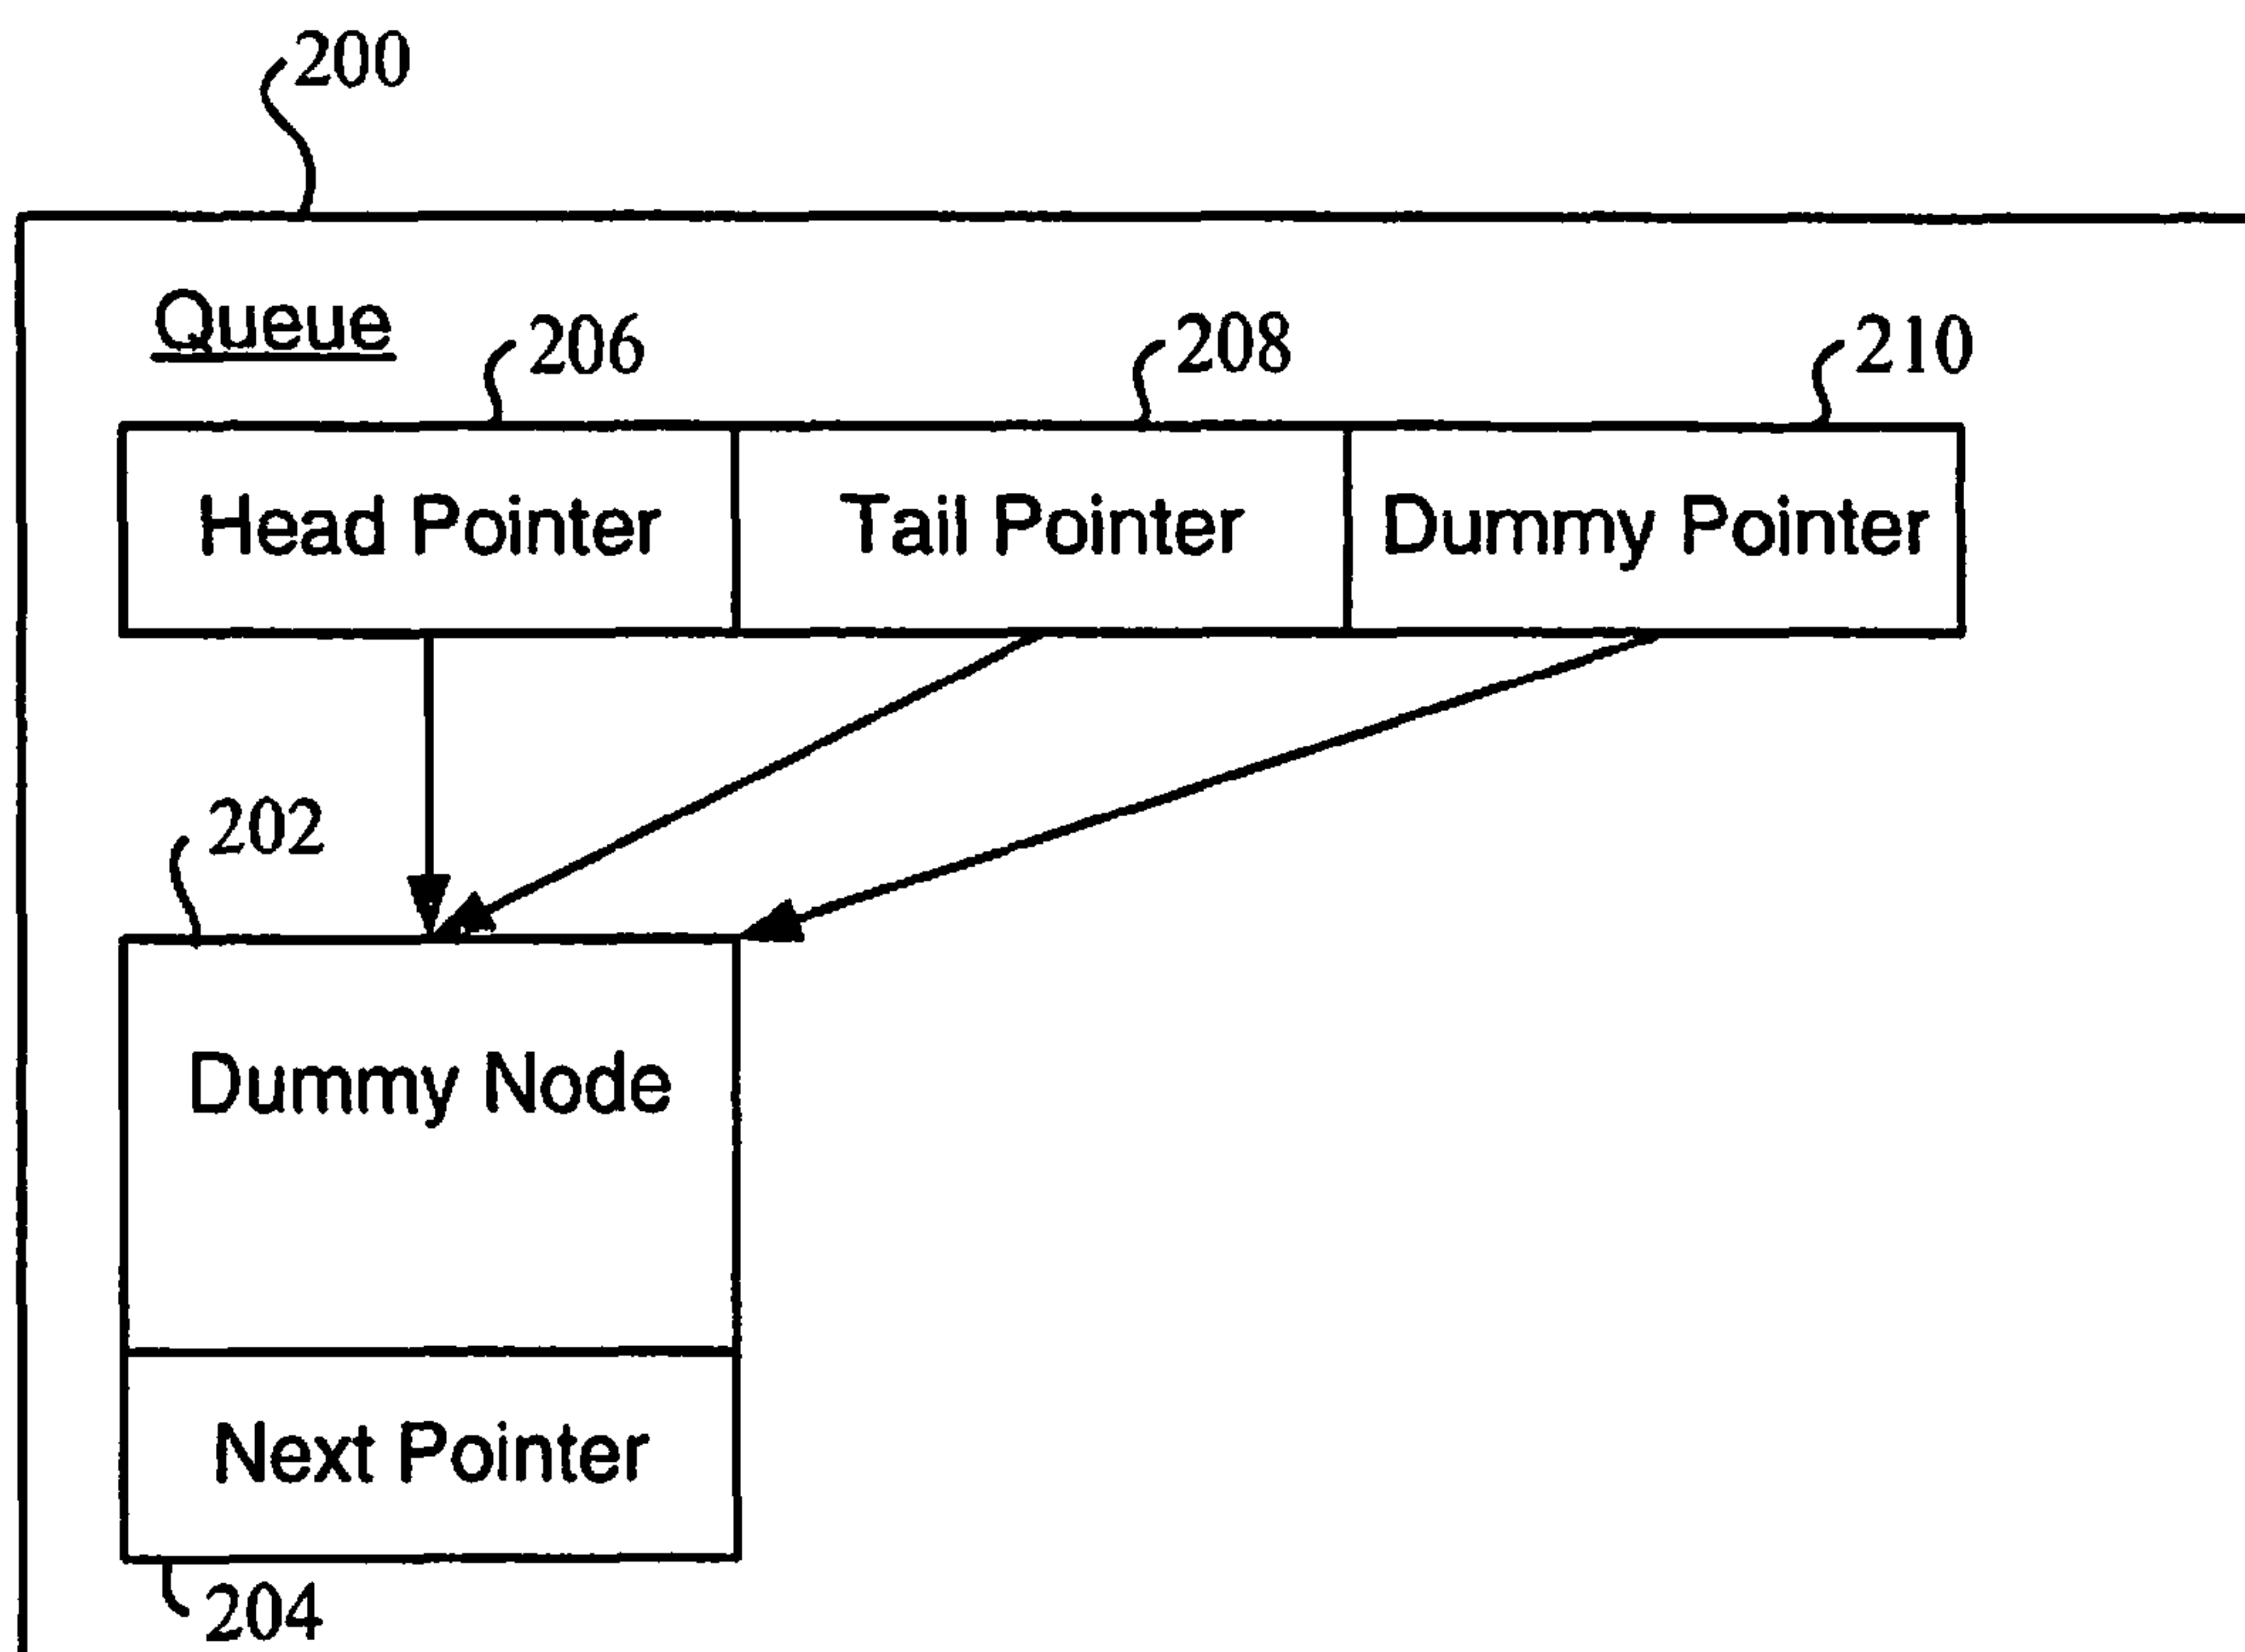 200
Queue
206
208
210
Head Pointer
Tail Pointer
Dummy Pointer
202
Dummy Node
Next Pointer
204